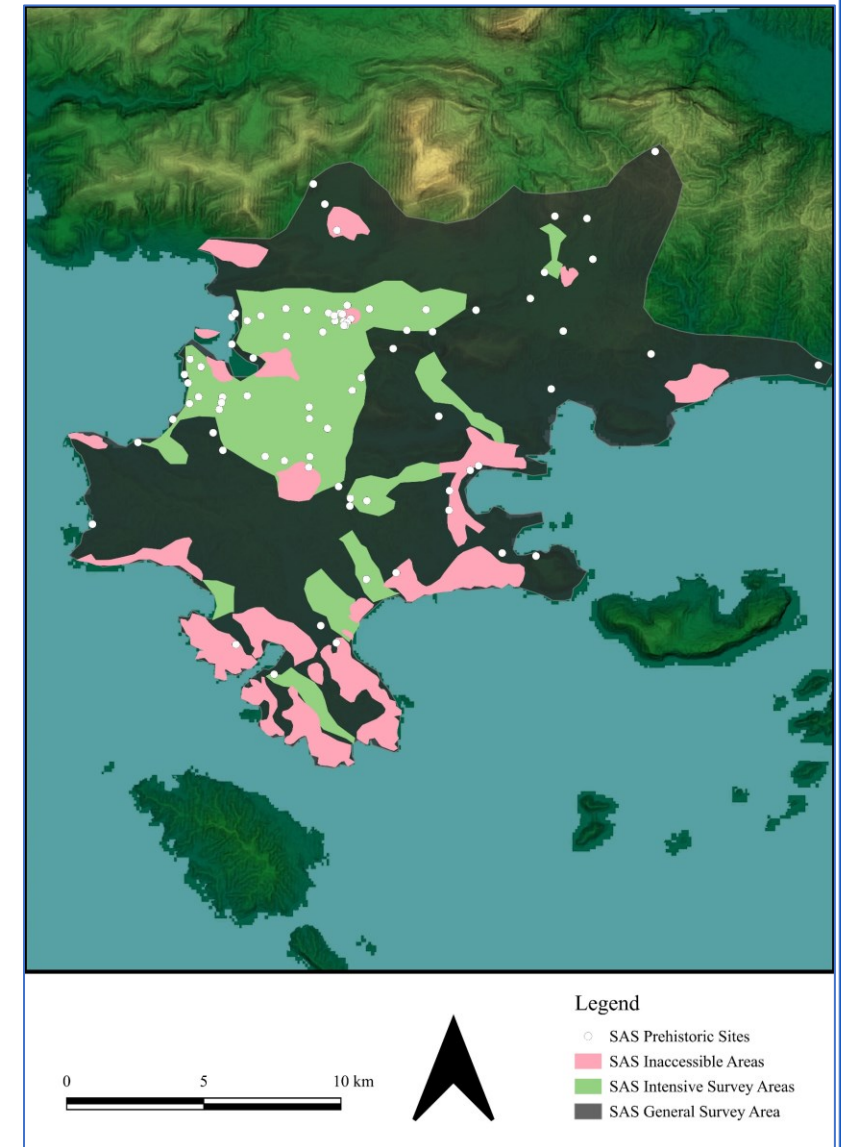 Legend
SAS Prehistoric Sites
0 5 10 km
SAS Inaccessible Areas
SAS Intensive Survey Areas
SAS General Survey Area